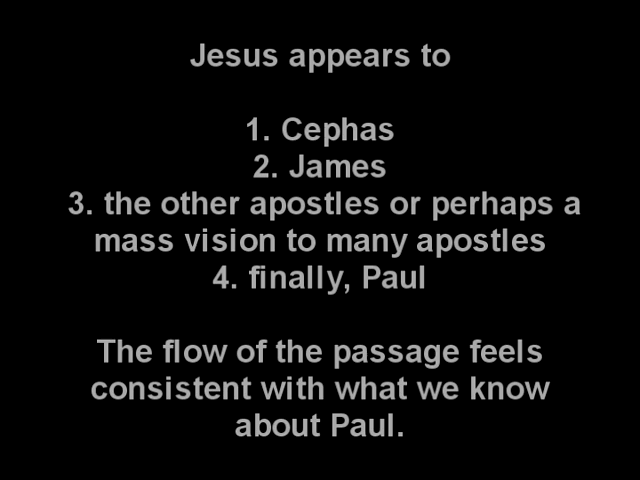 Jesus appears to
1. Cephas
2. James
3. the other apostles or perhaps a
mass vision to many apostles
4. finally, Paul
The flow of the passage feels
consistent with what we know
about Paul.